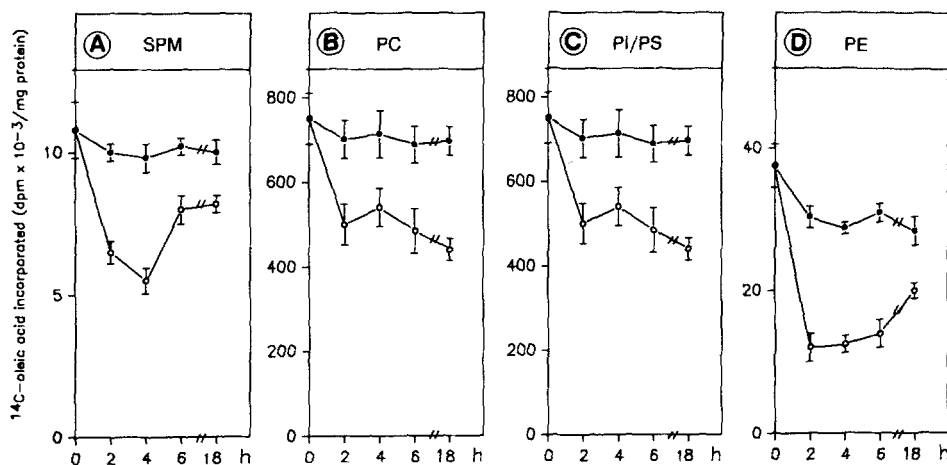 A SPM
B PC
C PI/PS
D PE
¹⁴C-oleic acid incorporated (dpm x 10⁻³/mg protein)
10
5
0
0 2 4 6 18 h
800
600
400
200
0
0 2 4 6 18 h
800
600
400
200
0
0 2 4 6 18 h
40
20
0
0 2 4 6 18 h